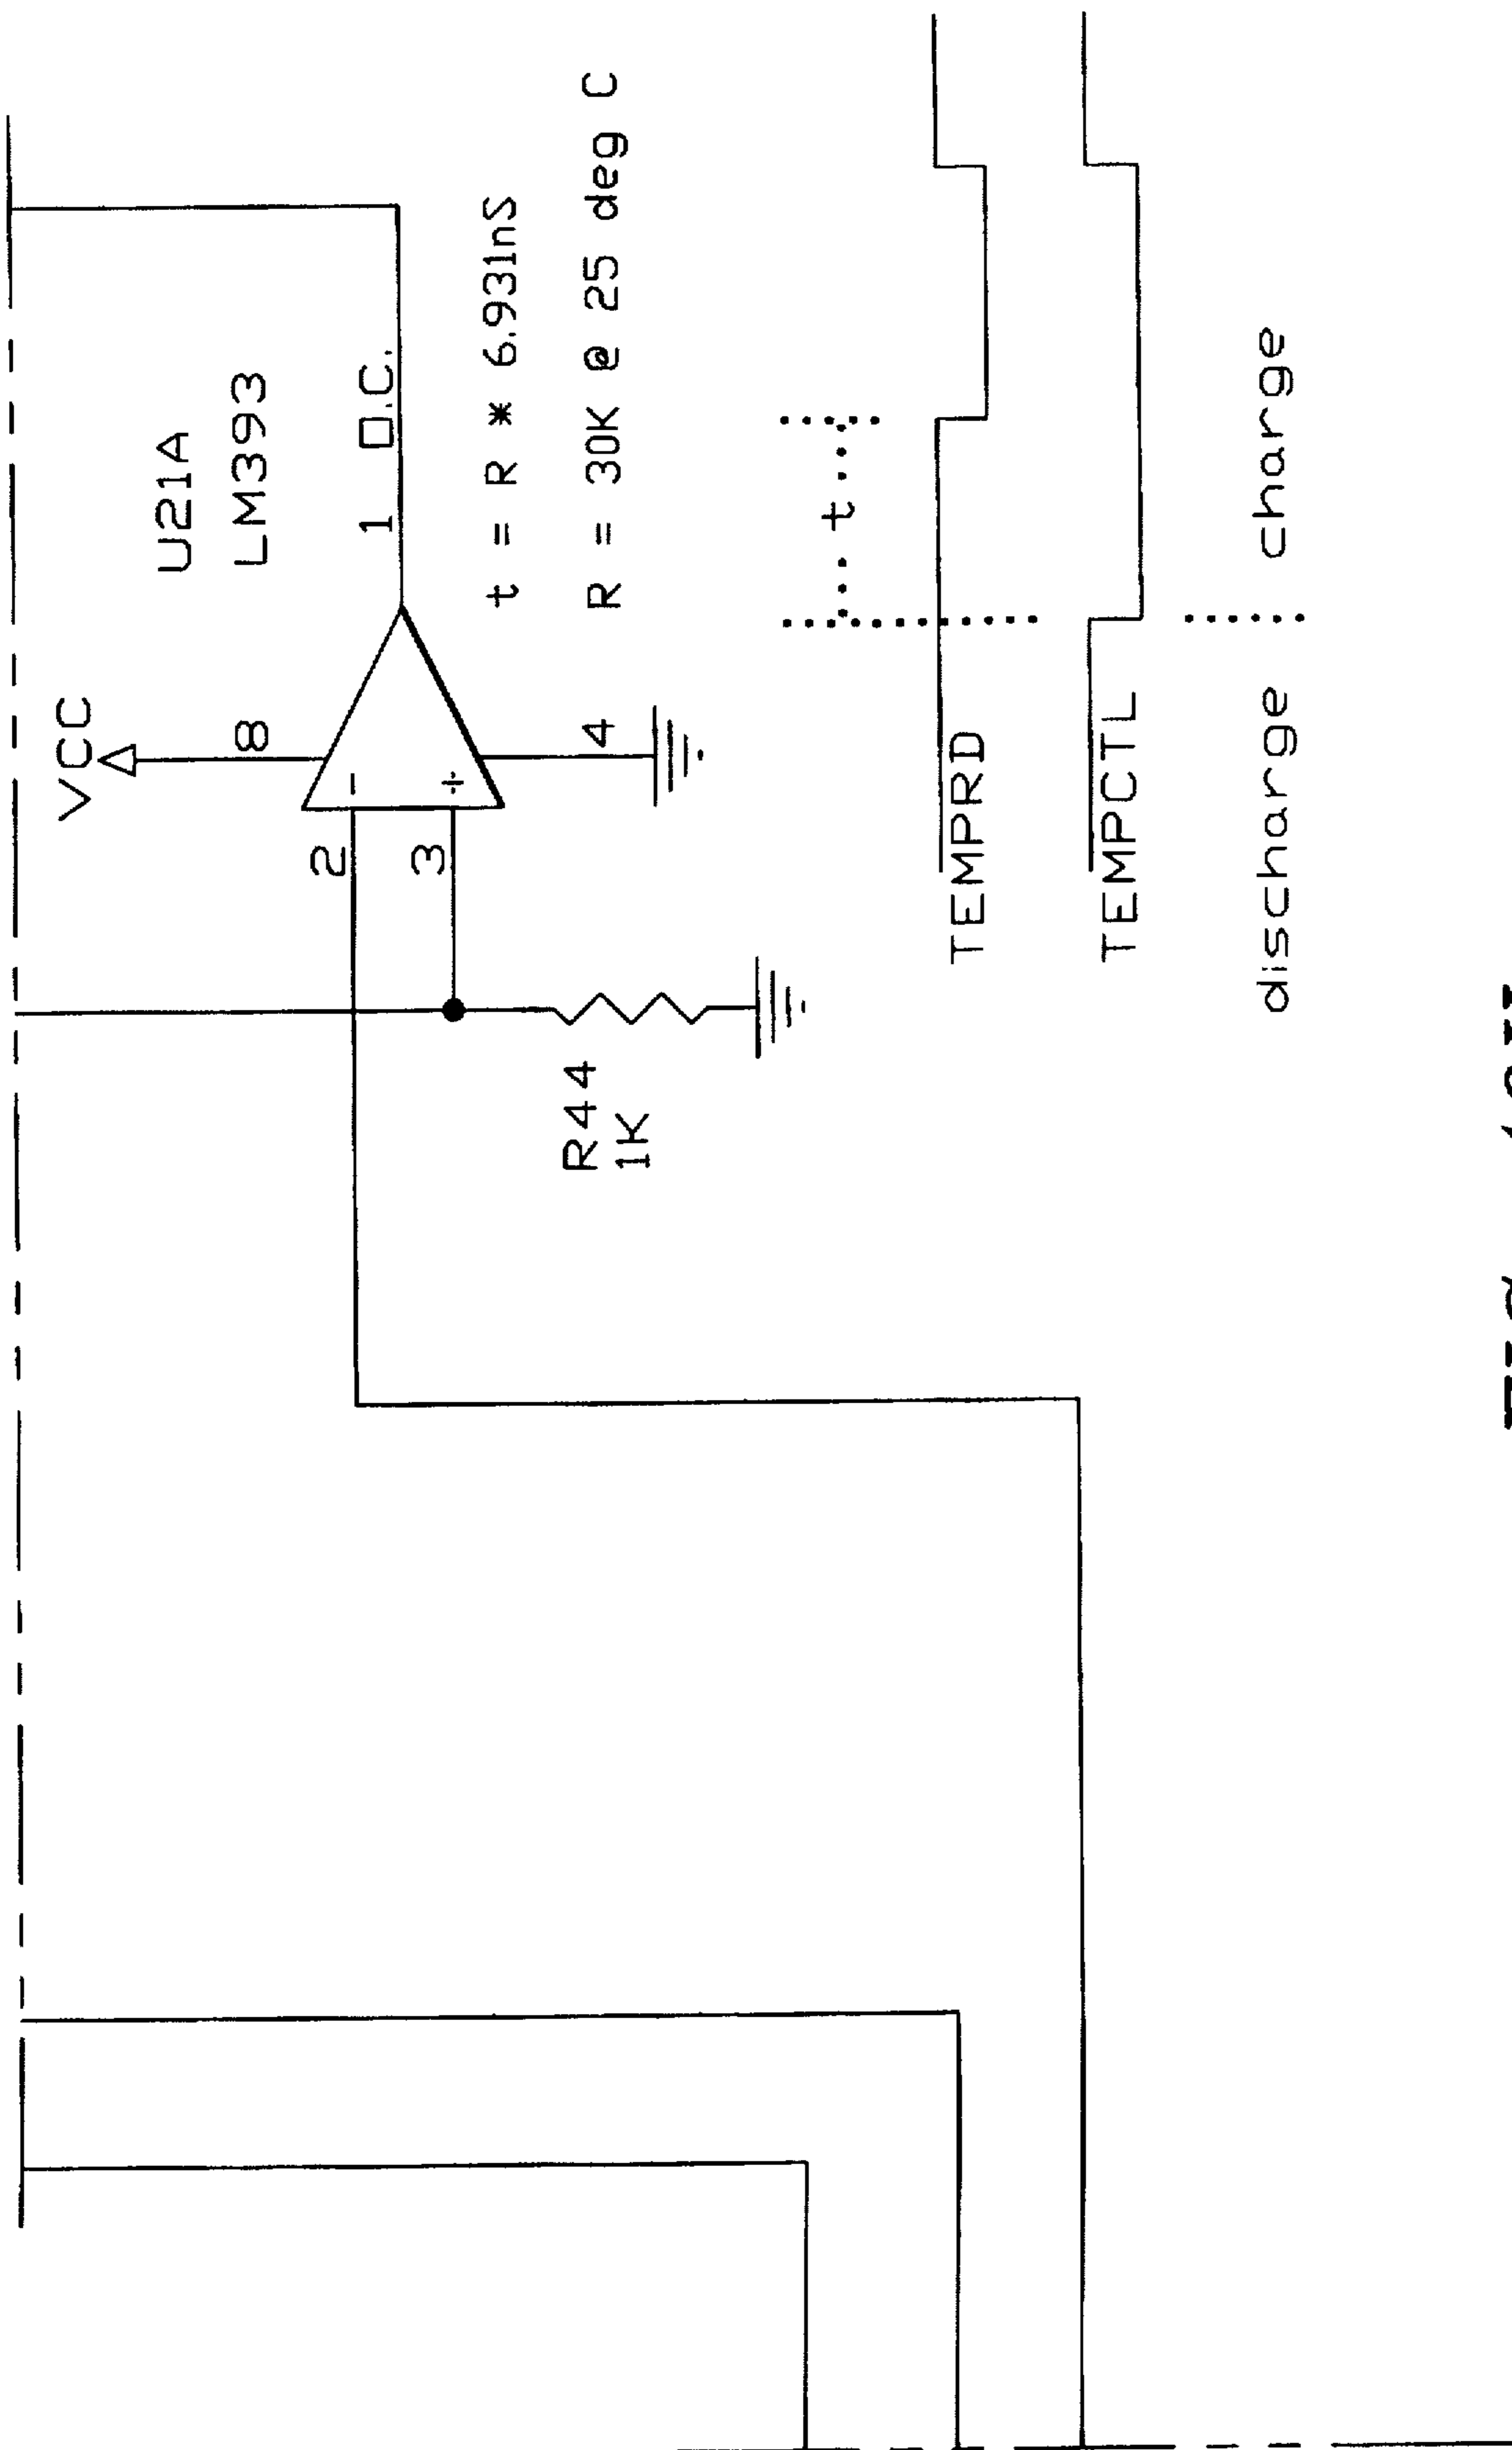 VCC
8
U21A
LM393
2
3
1 O.C.
4
t = R * 6.931nS
R = 30K @ 25 deg C
R44
1K
t
TEMPRD
TEMPCTL
discharge
charge